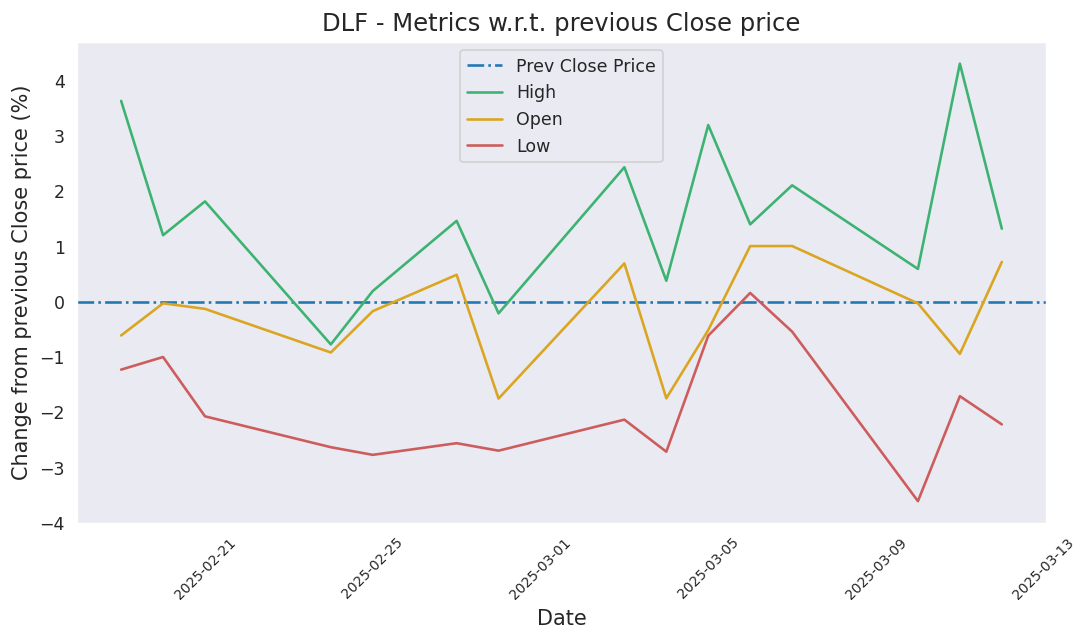 DLF - Metrics w.r.t. previous Close price
Change from previous Close price (%)
4
3
2
1
0
−1
−2
−3
−4
Prev Close Price
High
Open
Low
2025-02-21
2025-02-25
2025-03-01
2025-03-05
2025-03-09
2025-03-13
Date